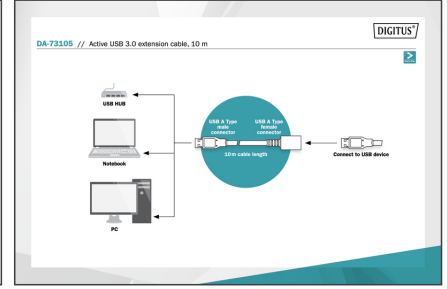 DIGITUS®
DA-73105 // Active USB 3.0 extension cable, 10 m
USB HUB
USB A Type
male
connector
USB A Type
female
connector
10m cable length
Notebook
Connect to USB device
PC